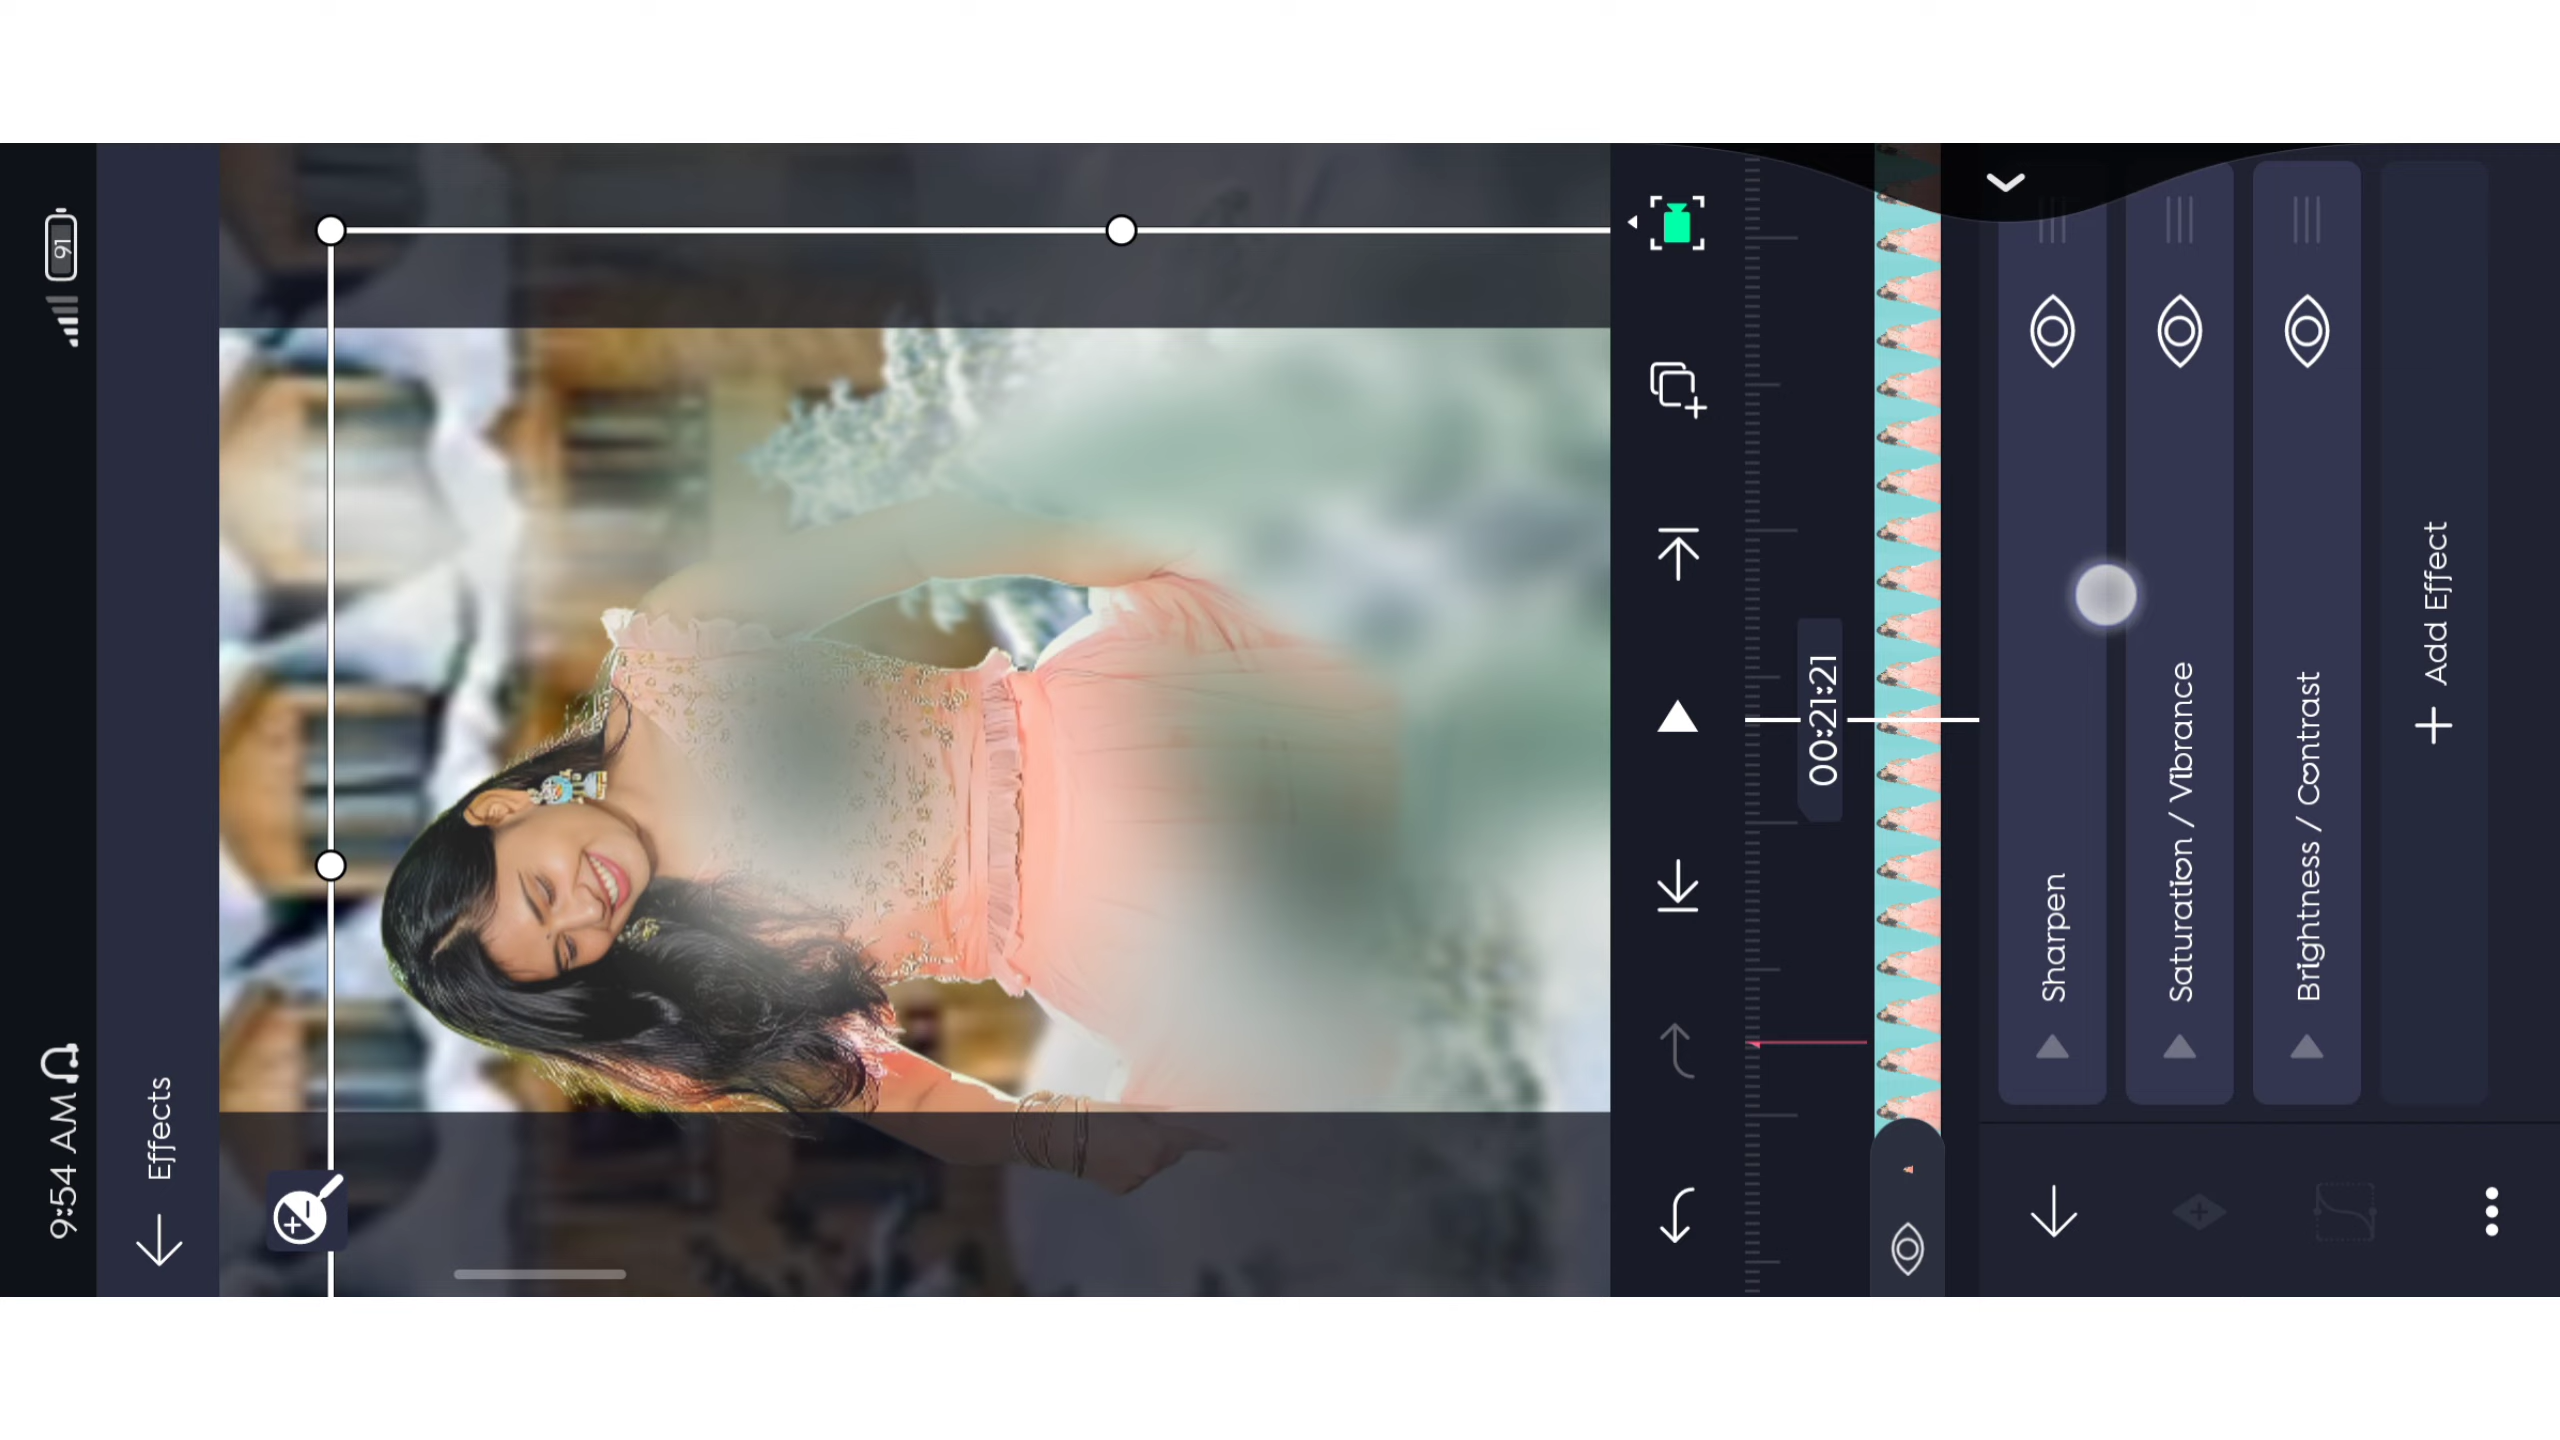 9:54 AM
91
Effects
00:21:21
Sharpen
Saturation / Vibrance
Brightness / Contrast
+ Add Effect